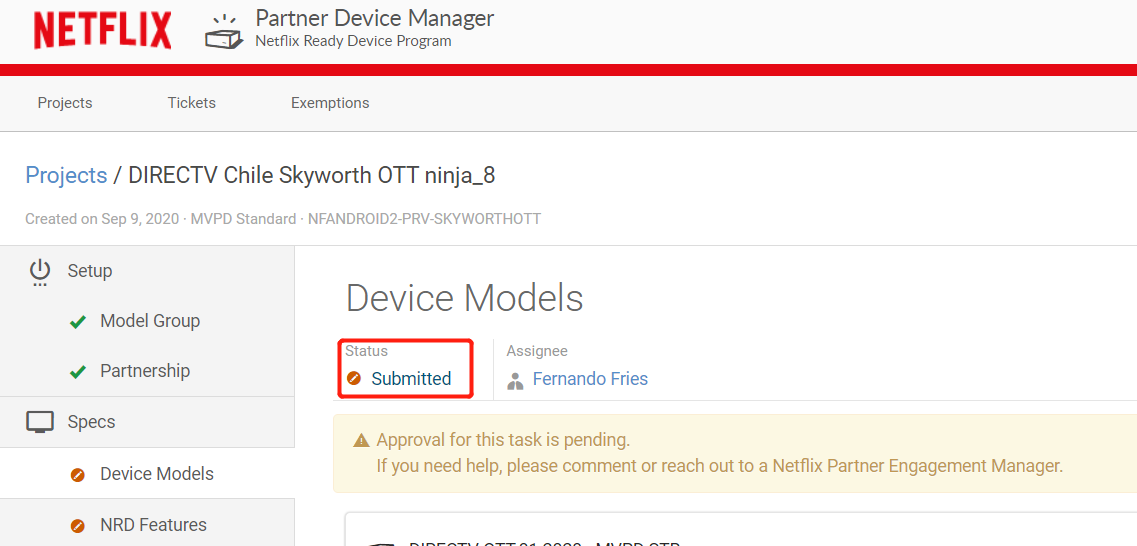 NETFLIX
Partner Device Manager
Netflix Ready Device Program
Projects
Tickets
Exemptions
Projects / DIRECTV Chile Skyworth OTT ninja_8
Created on Sep 9, 2020 · MVPD Standard · NFANDROID2-PRV-SKYWORTHOTT
Setup
Model Group
Partnership
Specs
Device Models
NRD Features
Device Models
Status
Submitted
Assignee
Fernando Fries
Approval for this task is pending.
If you need help, please comment or reach out to a Netflix Partner Engagement Manager.